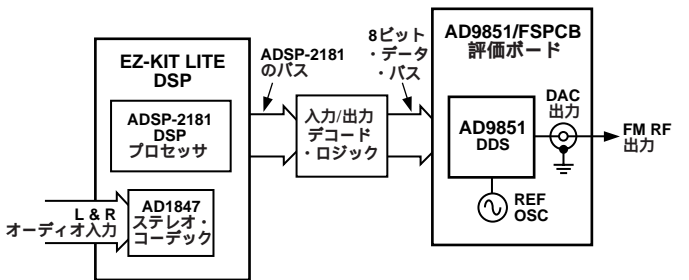 EZ-KIT LITE
DSP
ADSP-2181
DSP
プロセッサ
AD1847
ステレオ・
コーデック
L & R
オーディオ入力
ADSP-2181
のバス
入力/出力
デコード
・ロジック
8ビット
・データ
・バス
AD9851/FSPCB
評価ボード
AD9851
DDS
DAC
出力
REF
OSC
FM RF
出力